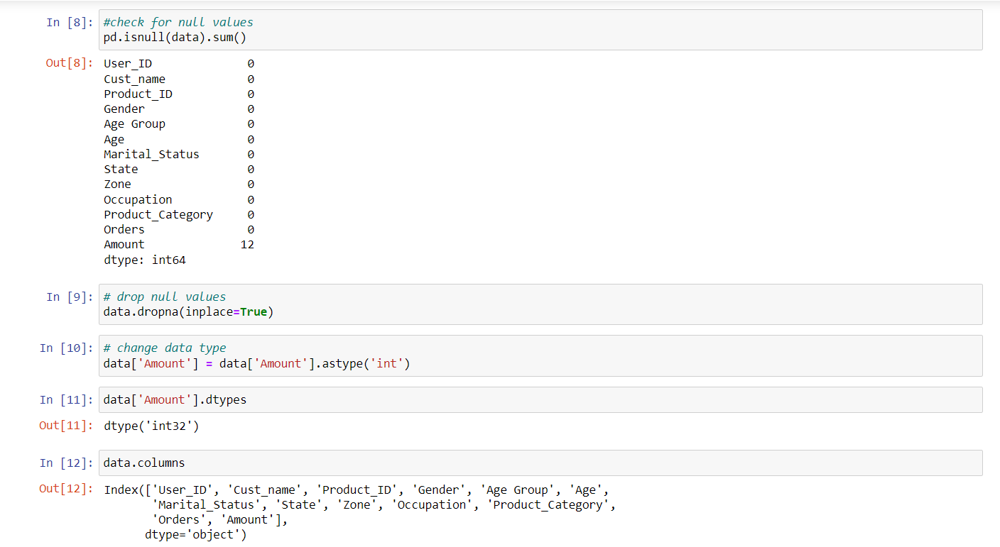 In [8]: #check for null values
pd.isnull(data).sum()
Out[8]: User_ID 0
Cust_name 0
Product_ID 0
Gender 0
Age Group 0
Age 0
Marital_Status 0
State 0
Zone 0
Occupation 0
Product_Category 0
Orders 0
Amount 12
dtype: int64
In [9]: # drop null values
data.dropna(inplace=True)
In [10]: # change data type
data['Amount'] = data['Amount'].astype('int')
In [11]: data['Amount'].dtypes
Out[11]: dtype('int32')
In [12]: data.columns
Out[12]: Index(['User_ID', 'Cust_name', 'Product_ID', 'Gender', 'Age Group', 'Age',
'Marital_Status', 'State', 'Zone', 'Occupation', 'Product_Category',
'Orders', 'Amount'],
dtype='object')